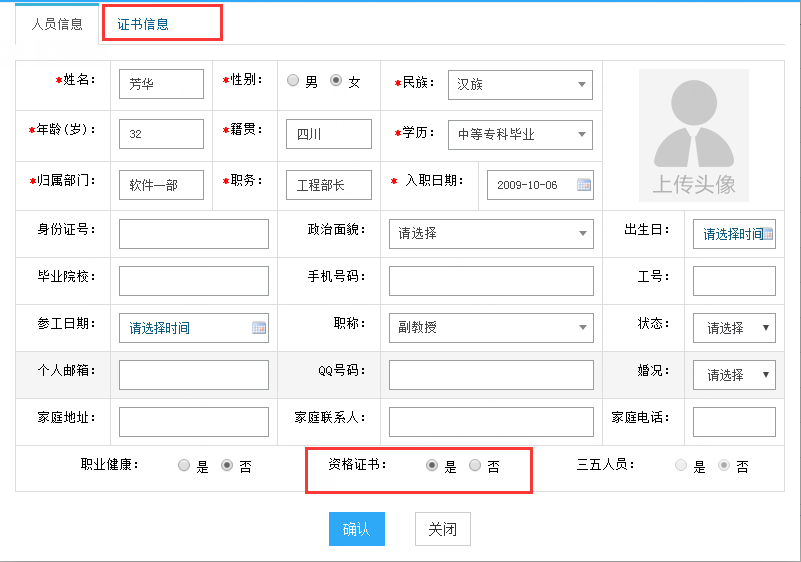 人员信息 证书信息
*姓名： 芳华 *性别： 男 女 *民族： 汉族
*年龄(岁)： 32 *籍贯： 四川 *学历： 中等专科毕业
上传头像
*归属部门： 软件一部 *职务： 工程部长 * 入职日期： 2009-10-06
身份证号： 政治面貌： 请选择 出生日： 请选择时间
毕业院校： 手机号码： 工号：
参工日期： 请选择时间 职称： 副教授 状态： 请选择
个人邮箱： QQ号码： 婚况： 请选择
家庭地址： 家庭联系人： 家庭电话：
职业健康： 是 否 资格证书： 是 否 三五人员： 是 否
确认 关闭